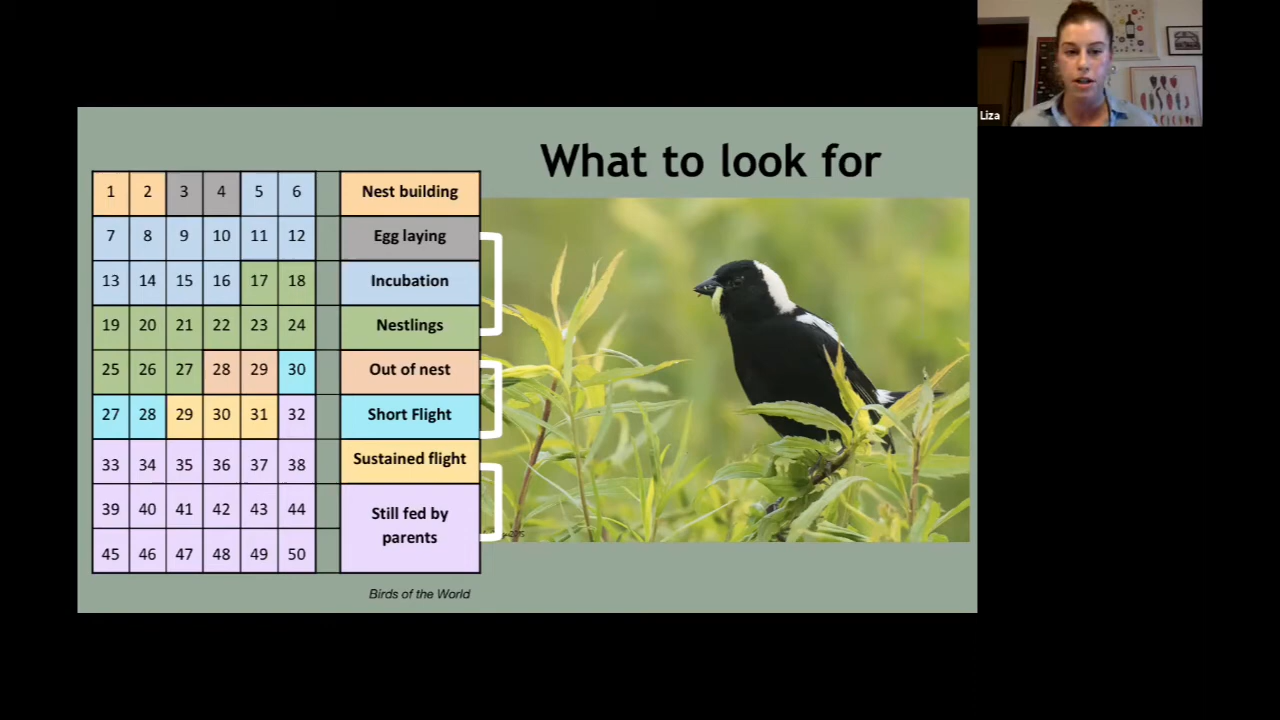 Liza
What to look for
1 2 3 4 5 6 Nest building
7 8 9 10 11 12 Egg laying
13 14 15 16 17 18 Incubation
19 20 21 22 23 24 Nestlings
25 26 27 28 29 30 Out of nest
27 28 29 30 31 32 Short Flight
33 34 35 36 37 38 Sustained flight
39 40 41 42 43 44 Still fed by
45 46 47 48 49 50 parents
Birds of the World